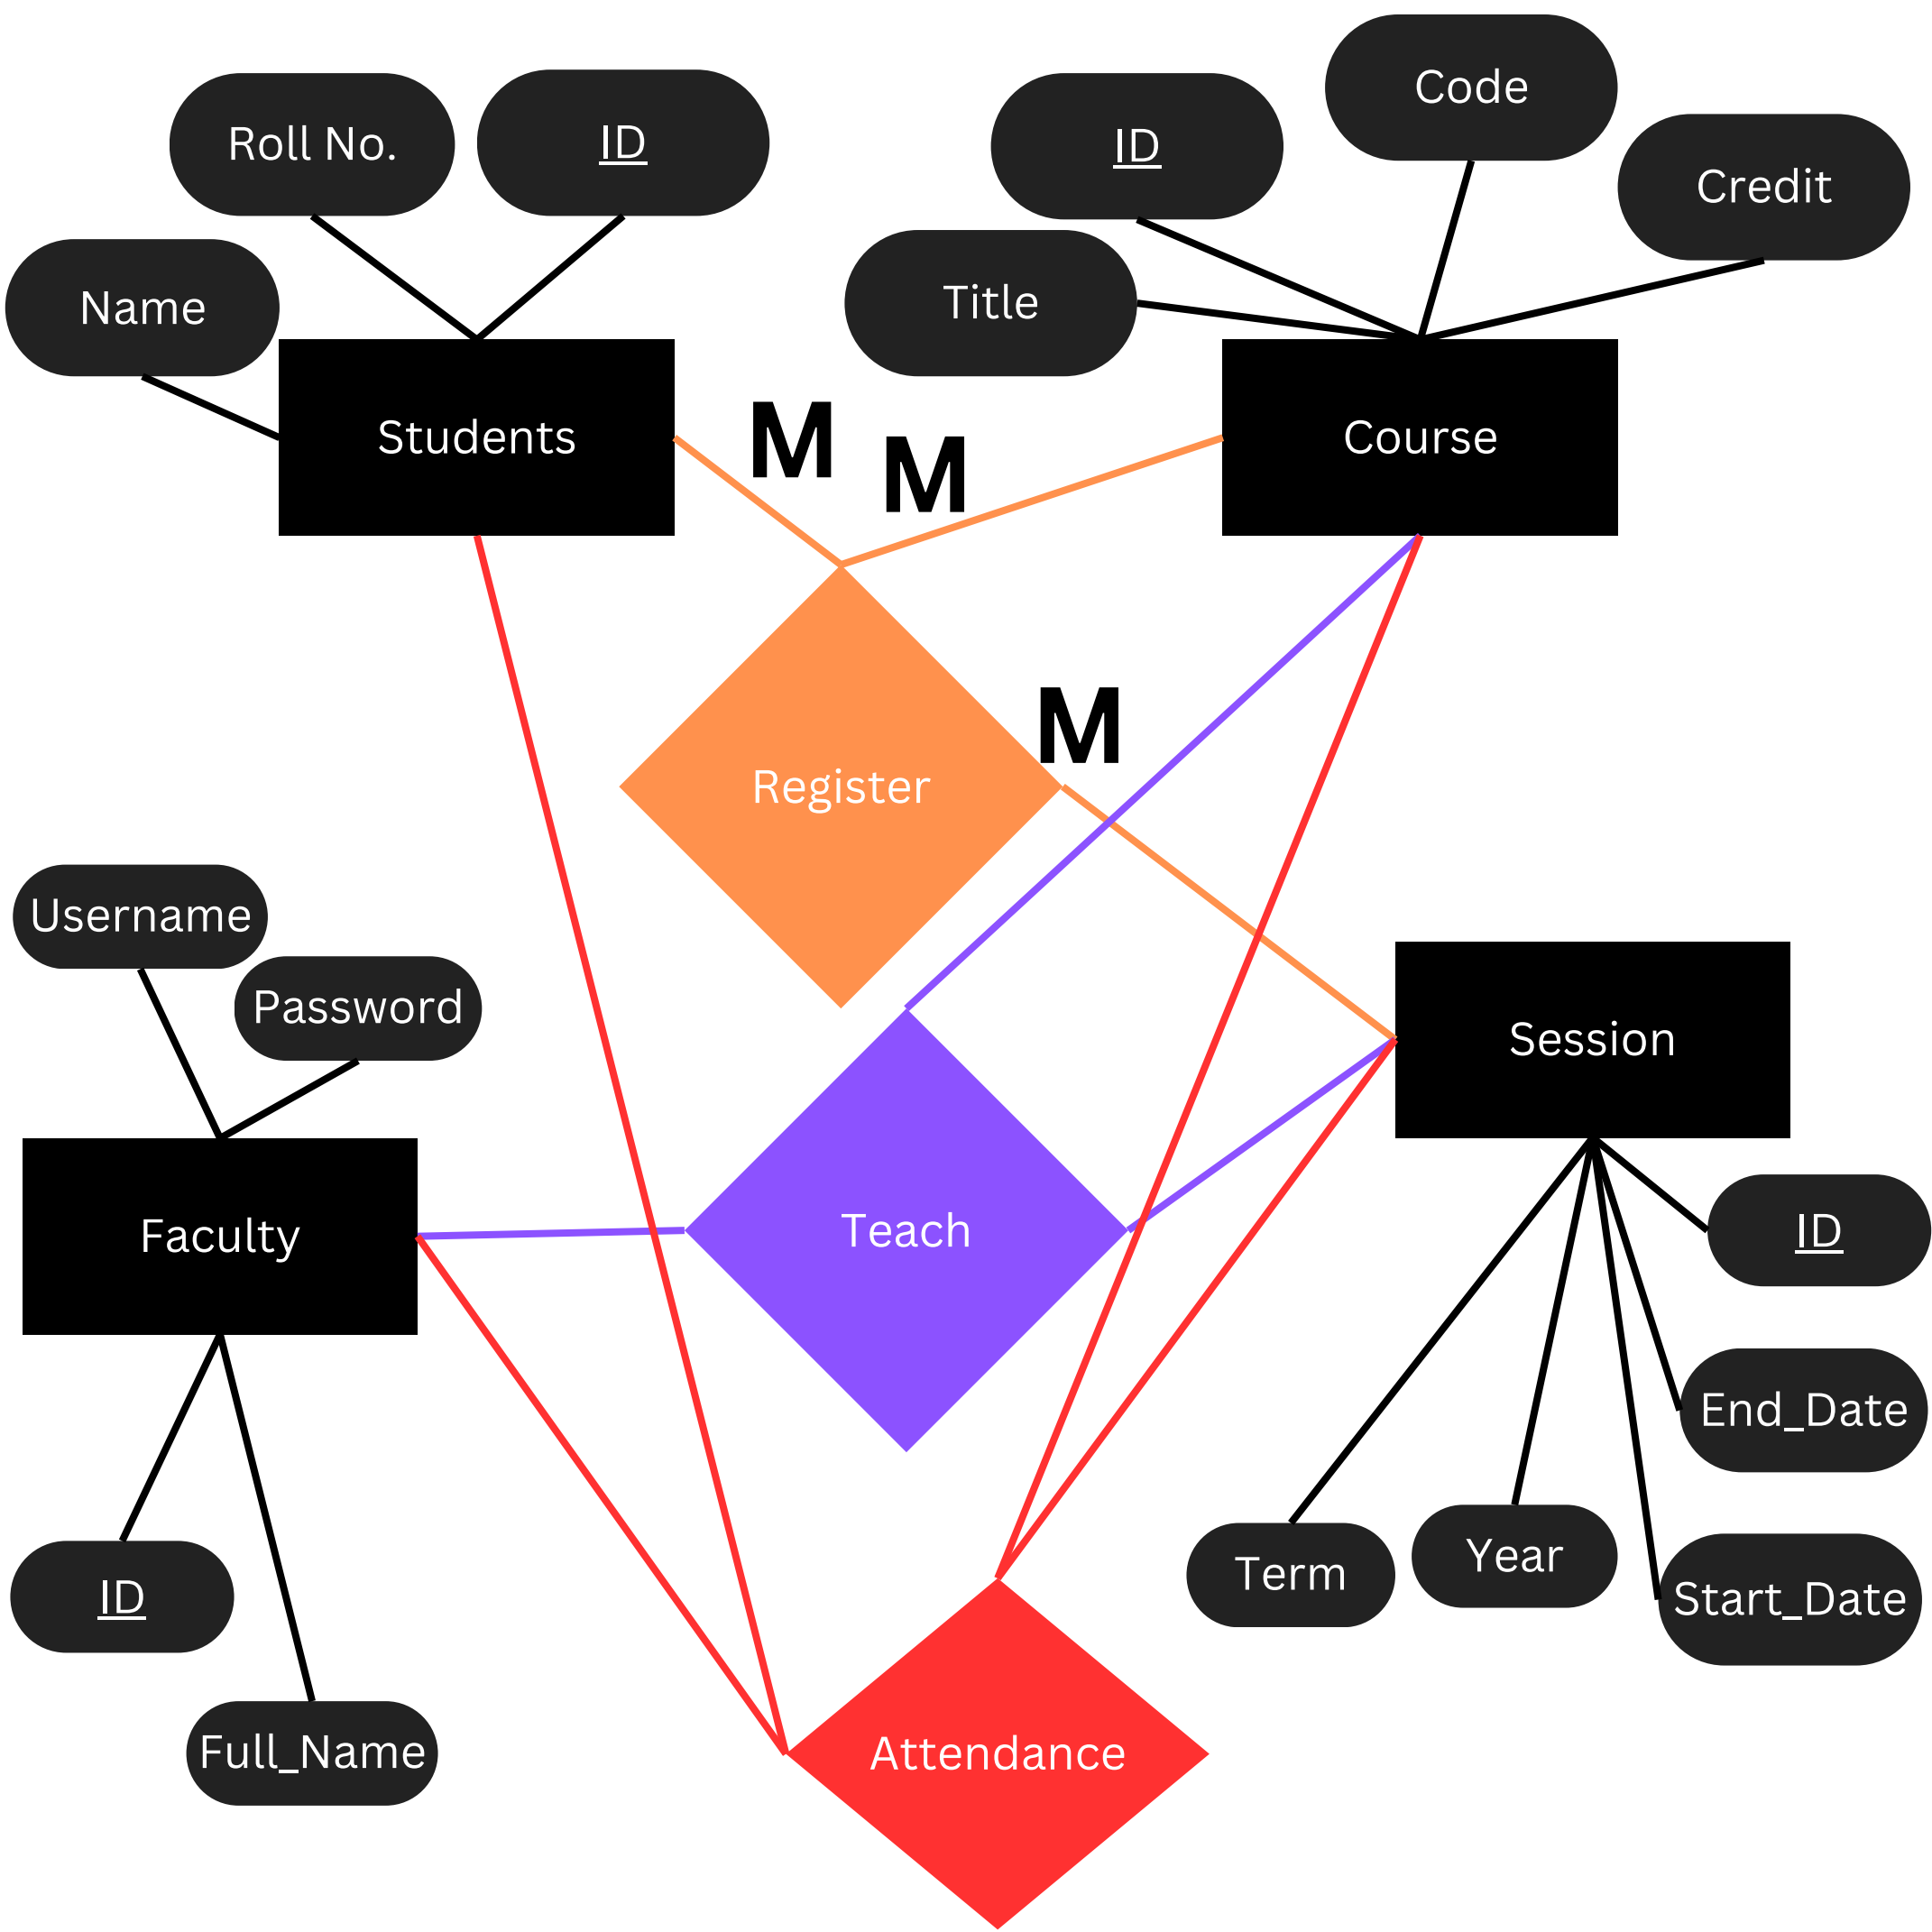 Code
Roll No.
ID
ID
Credit
Name
Title
Students
M
M
Course
M
Register
Username
Password
Session
Faculty
Teach
ID
End_Date
Term
Year
Start_Date
ID
Full_Name
Attendance